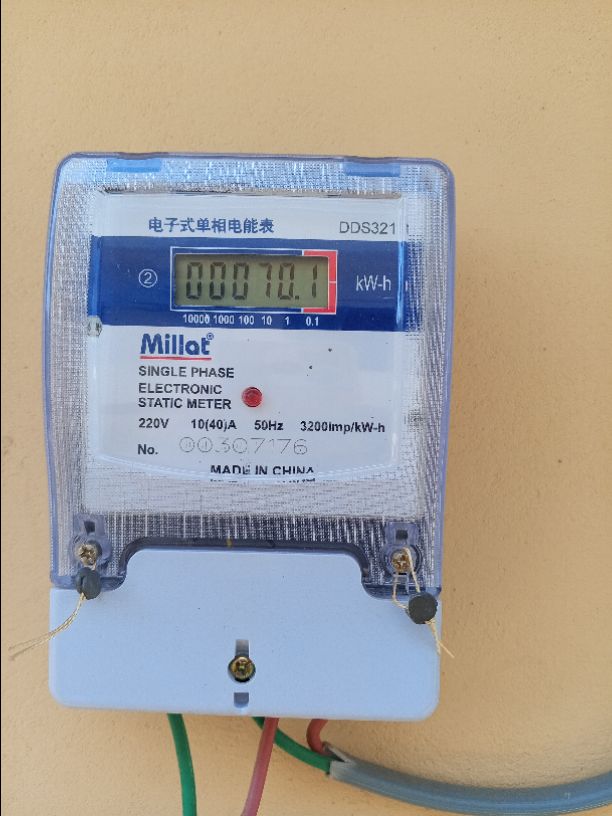 电子式单相电能表 DDS321
② 00070.1 kW-h
10000 1000 100 10 1 0.1
Millat®
SINGLE PHASE
ELECTRONIC
STATIC METER
220V 10(40)A 50Hz 3200imp/kW-h
No. 00307176
MADE IN CHINA